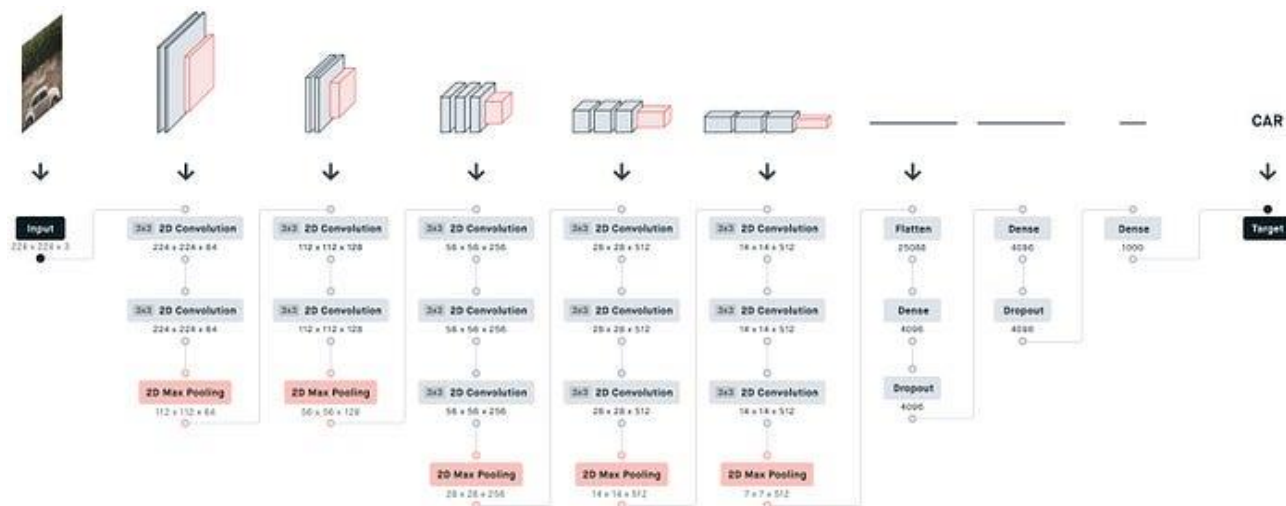 CAR
Input
224 x 224 x 3
3x3 2D Convolution
224 x 224 x 64
3x3 2D Convolution
224 x 224 x 64
2D Max Pooling
112 x 112 x 64
3x3 2D Convolution
112 x 112 x 128
3x3 2D Convolution
112 x 112 x 128
2D Max Pooling
56 x 56 x 128
3x3 2D Convolution
56 x 56 x 256
3x3 2D Convolution
56 x 56 x 256
3x3 2D Convolution
56 x 56 x 256
2D Max Pooling
28 x 28 x 256
3x3 2D Convolution
28 x 28 x 512
3x3 2D Convolution
28 x 28 x 512
3x3 2D Convolution
28 x 28 x 512
2D Max Pooling
14 x 14 x 512
3x3 2D Convolution
14 x 14 x 512
3x3 2D Convolution
14 x 14 x 512
3x3 2D Convolution
14 x 14 x 512
2D Max Pooling
7 x 7 x 512
Flatten
25088
Dense
4096
Dropout
4096
Dense
4096
Dropout
4096
Dense
1000
Target